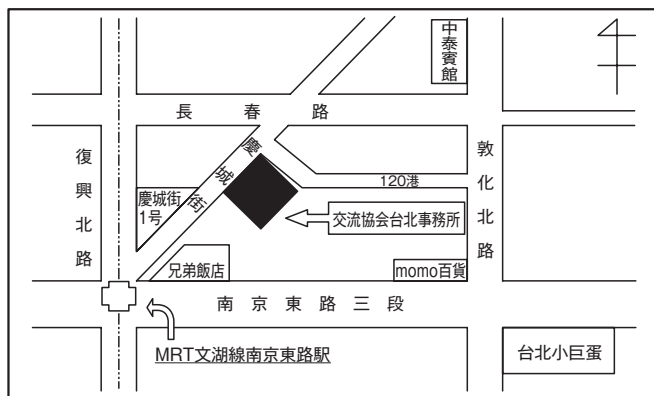 中泰賓館
長春路
復興北路
慶城街
敦化北路
120港
慶城街
1号
交流協会台北事務所
兄弟飯店
momo百貨
南京東路三段
MRT文湖線南京東路駅
台北小巨蛋